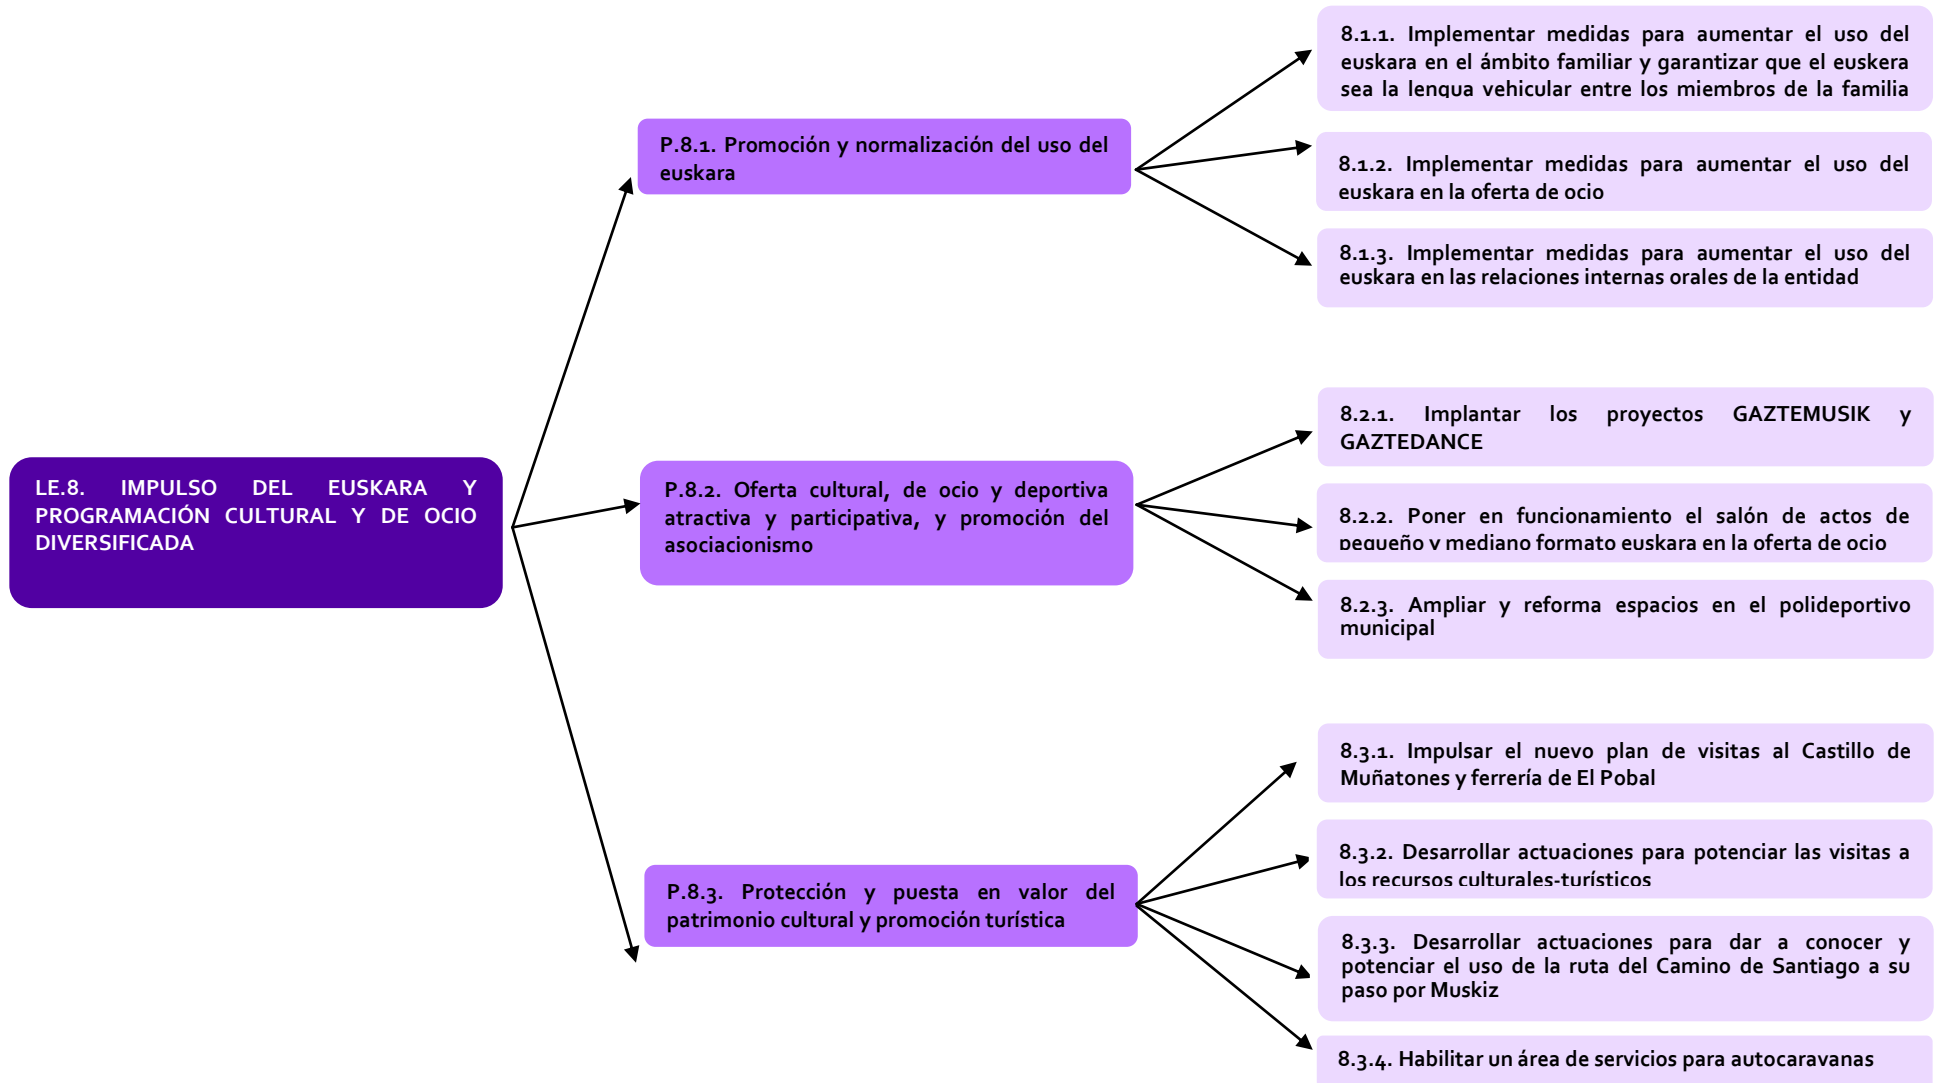 LE.8. IMPULSO DEL EUSKARA Y
PROGRAMACIÓN CULTURAL Y DE OCIO
DIVERSIFICADA
P.8.1. Promoción y normalización del uso del
euskara
8.1.1. Implementar medidas para aumentar el uso del
euskara en el ámbito familiar y garantizar que el euskera
sea la lengua vehicular entre los miembros de la familia
8.1.2. Implementar medidas para aumentar el uso del
euskara en la oferta de ocio
8.1.3. Implementar medidas para aumentar el uso del
euskara en las relaciones internas orales de la entidad
P.8.2. Oferta cultural, de ocio y deportiva
atractiva y participativa, y promoción del
asociacionismo
8.2.1. Implantar los proyectos GAZTEMUSIK y
GAZTEDANCE
8.2.2. Poner en funcionamiento el salón de actos de
pequeño y mediano formato euskara en la oferta de ocio
8.2.3. Ampliar y reforma espacios en el polideportivo
municipal
P.8.3. Protección y puesta en valor del
patrimonio cultural y promoción turística
8.3.1. Impulsar el nuevo plan de visitas al Castillo de
Muñatones y ferrería de El Pobal
8.3.2. Desarrollar actuaciones para potenciar las visitas a
los recursos culturales-turísticos
8.3.3. Desarrollar actuaciones para dar a conocer y
potenciar el uso de la ruta del Camino de Santiago a su
paso por Muskiz
8.3.4. Habilitar un área de servicios para autocaravanas